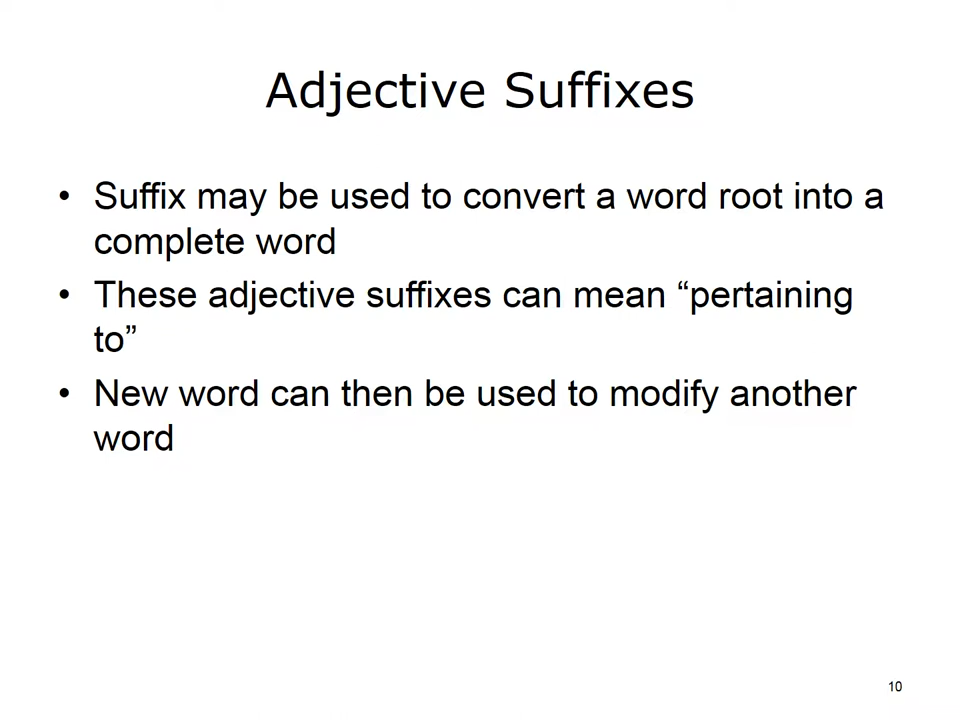 Adjective Suffixes
• Suffix may be used to convert a word root into a
complete word
• These adjective suffixes can mean “pertaining
to”
• New word can then be used to modify another
word
10